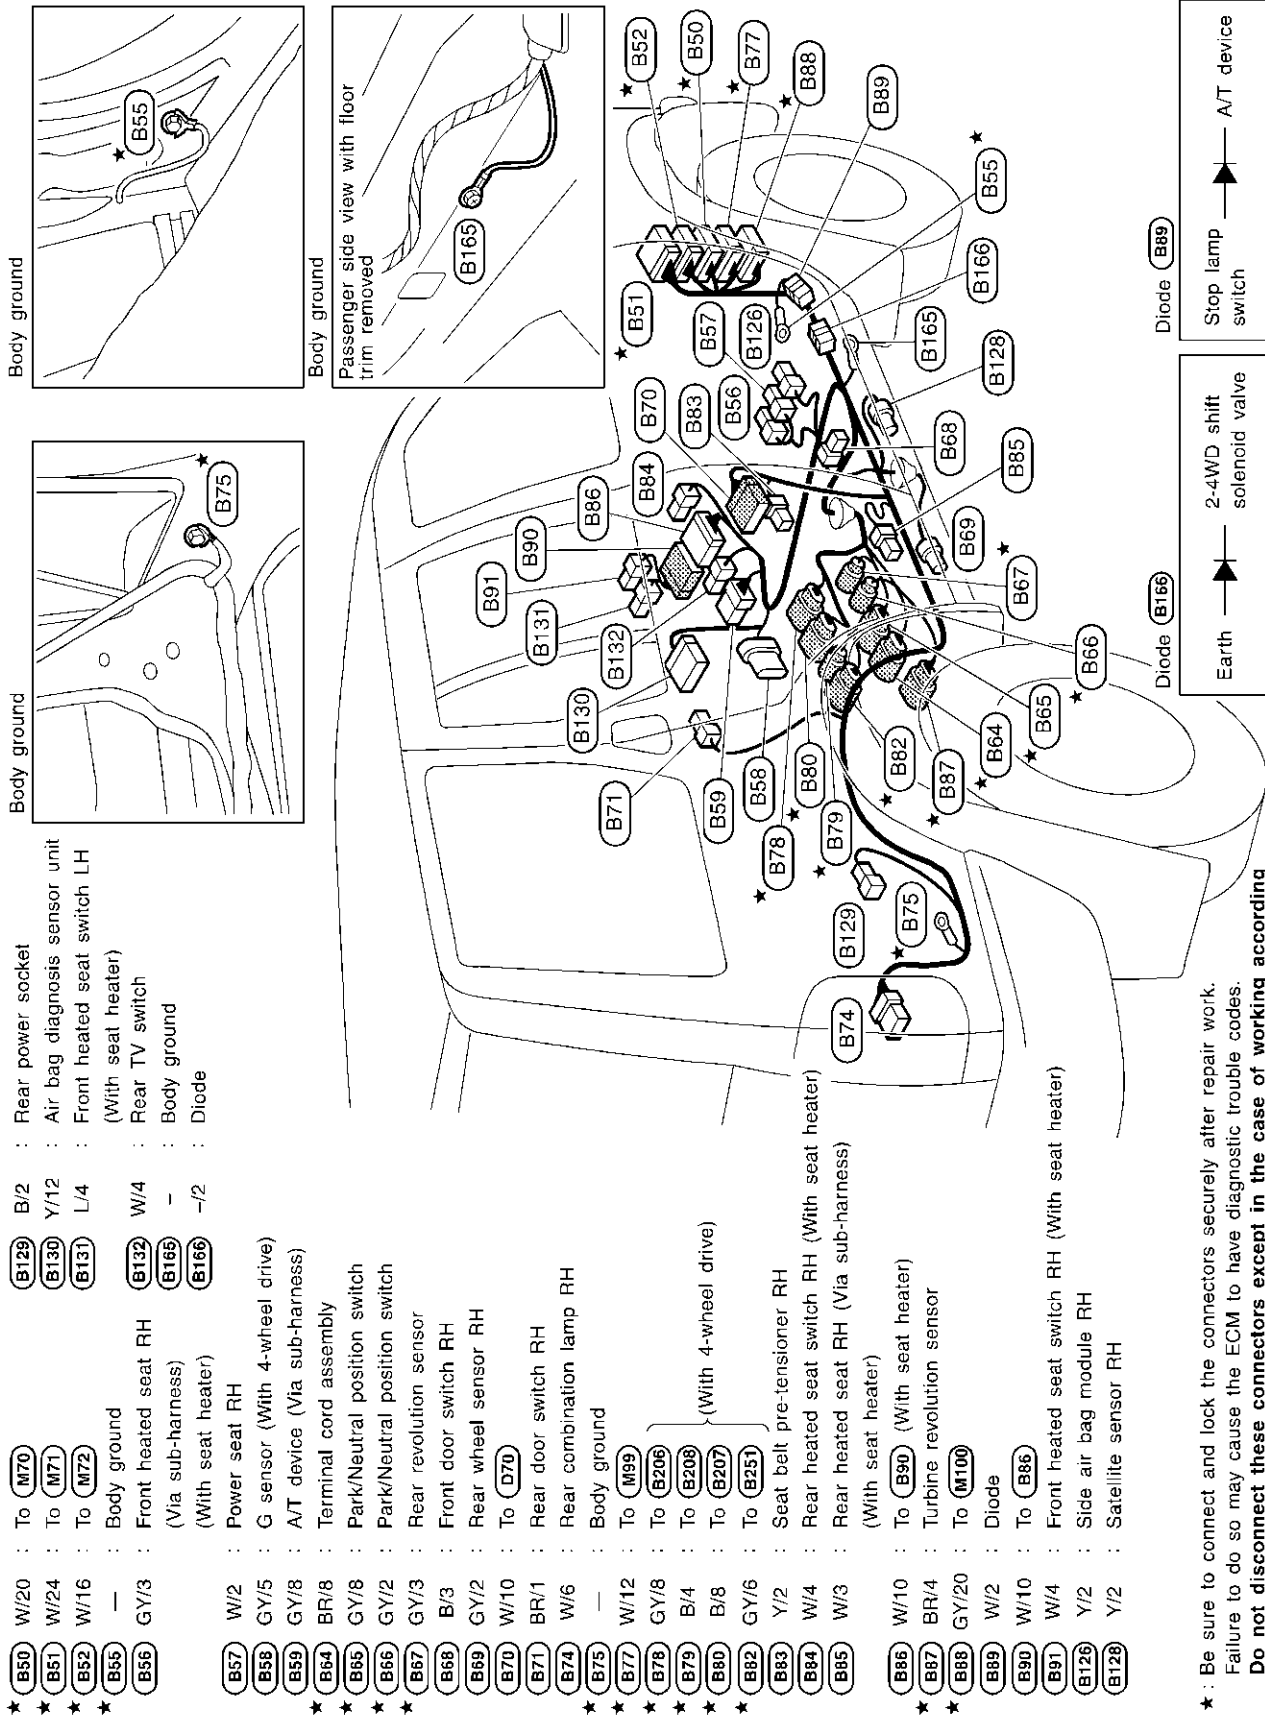 ★ B50 W/20 : To M70
★ B51 W/24 : To M71
★ B52 W/16 : To M72
★ B55 — : Body ground
B56 GY/3 : Front heated seat RH
(Via sub-harness)
(With seat heater)
B57 W/2 : Power seat RH
B58 GY/5 : G sensor (With 4-wheel drive)
B59 GY/8 : A/T device (Via sub-harness)
★ B64 BR/8 : Terminal cord assembly
★ B65 GY/8 : Park/Neutral position switch
★ B66 GY/2 : Park/Neutral position switch
★ B67 GY/3 : Rear revolution sensor
B68 B/3 : Front door switch RH
B69 GY/2 : Rear wheel sensor RH
B70 W/10 : To D70
B71 BR/1 : Rear door switch RH
B74 W/6 : Rear combination lamp RH
★ B75 — : Body ground
★ B77 W/12 : To M99
★ B78 GY/8 : To B206
★ B79 B/4 : To B208
★ B80 B/8 : To B207
★ B82 GY/6 : To B251
(With 4-wheel drive)
B83 Y/2 : Seat belt pre-tensioner RH
B84 W/4 : Rear heated seat switch RH (With seat heater)
B85 W/3 : Rear heated seat RH (Via sub-harness)
(With seat heater)
B86 W/10 : To B90 (With seat heater)
★ B87 BR/4 : Turbine revolution sensor
★ B88 GY/20 : To M100
B89 W/2 : Diode
B90 W/10 : To B86
B91 W/4 : Front heated seat switch RH (With seat heater)
B126 Y/2 : Side air bag module RH
B128 Y/2 : Satellite sensor RH
B129 B/2 : Rear power socket
B130 Y/12 : Air bag diagnosis sensor unit
B131 L/4 : Front heated seat switch LH
(With seat heater)
B132 W/4 : Rear TV switch
B165 – : Body ground
B166 –/2 : Diode
★ : Be sure to connect and lock the connectors securely after repair work.
Failure to do so may cause the ECM to have diagnostic trouble codes.
Do not disconnect these connectors except in the case of working according
Body ground
B75 ★
Body ground
★ B55
Body ground
Passenger side view with floor
trim removed
B165
B74
B129
★ B75
B71
B130
B59
B58
★ B78
★ B80
★ B79
★ B82
★ B87
★ B64
★ B65
★ B66
B67 ★
B69
B85
B68
B128
B165
B166
B55 ★
B89
★ B88
★ B77
★ B50
★ B52
★ B51
B57
B126
B56
B83
B70
B84
B86
B90
B91
B131
B132
Diode B166
Earth
2-4WD shift
solenoid valve
Diode B89
Stop lamp
switch
A/T device